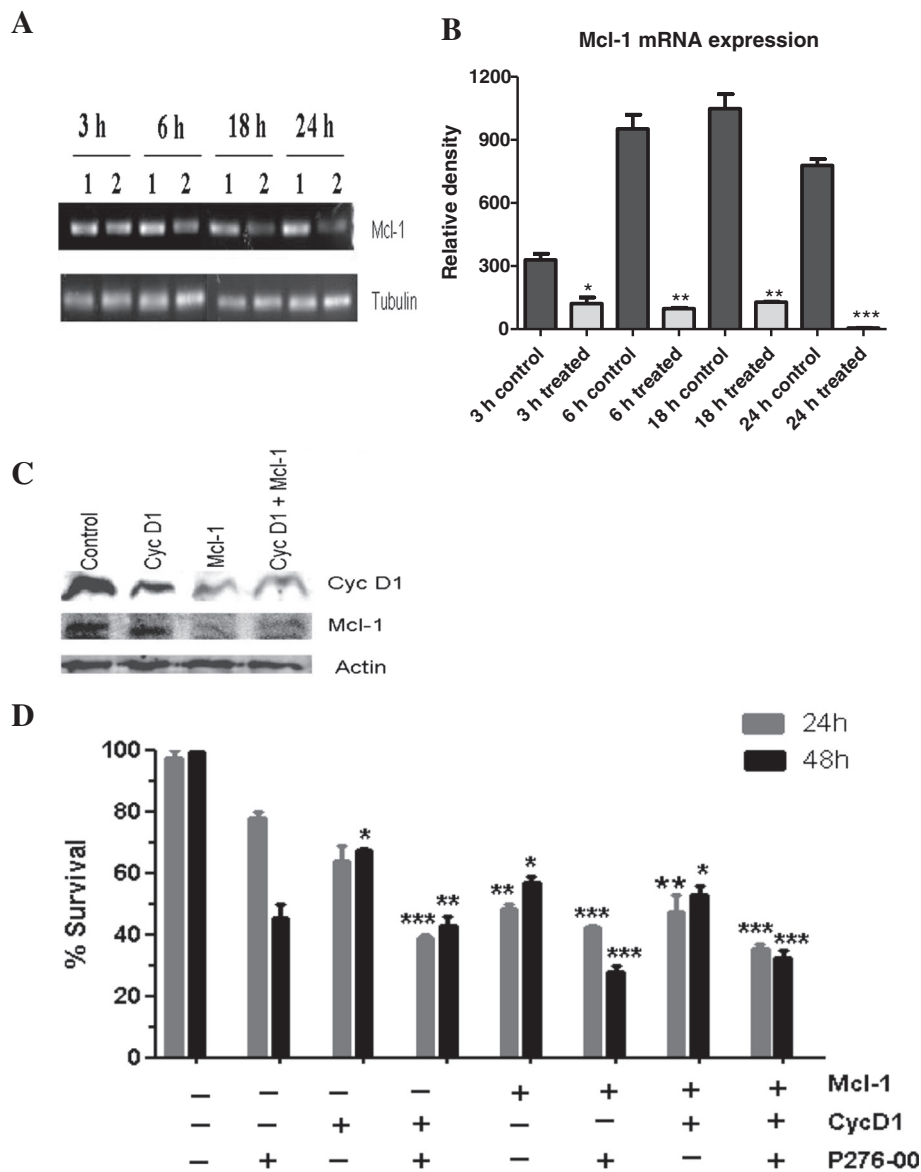 A
3 h 6 h 18 h 24 h
1 2 1 2 1 2 1 2
Mcl-1
Tubulin
B
Mcl-1 mRNA expression
Relative density
1200
900
600
300
0
* ** ** ***
3 h control
3 h treated
6 h control
6 h treated
18 h control
18 h treated
24 h control
24 h treated
C
Control
Cyc D1
Mcl-1
Cyc D1 + Mcl-1
Cyc D1
Mcl-1
Actin
D
24h
48h
% Survival
100
80
60
40
20
0
* *** ** ** * *** *** ** * *** ***
– – – – + + + + Mcl-1
– – + + – – + + CycD1
– + – + – + – + P276-00